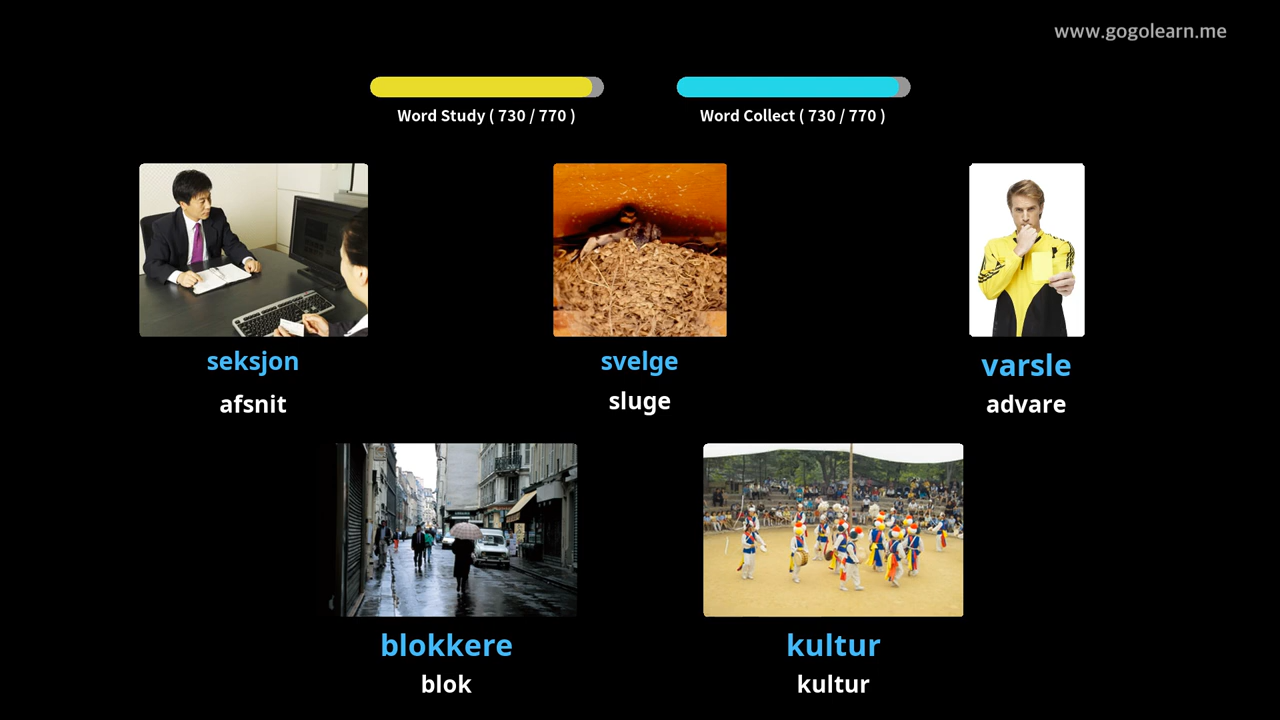 www.gogolearn.me
Word Study ( 730 / 770 )
Word Collect ( 730 / 770 )
seksjon
afsnit
svelge
sluge
varsle
advare
blokkere
blok
kultur
kultur